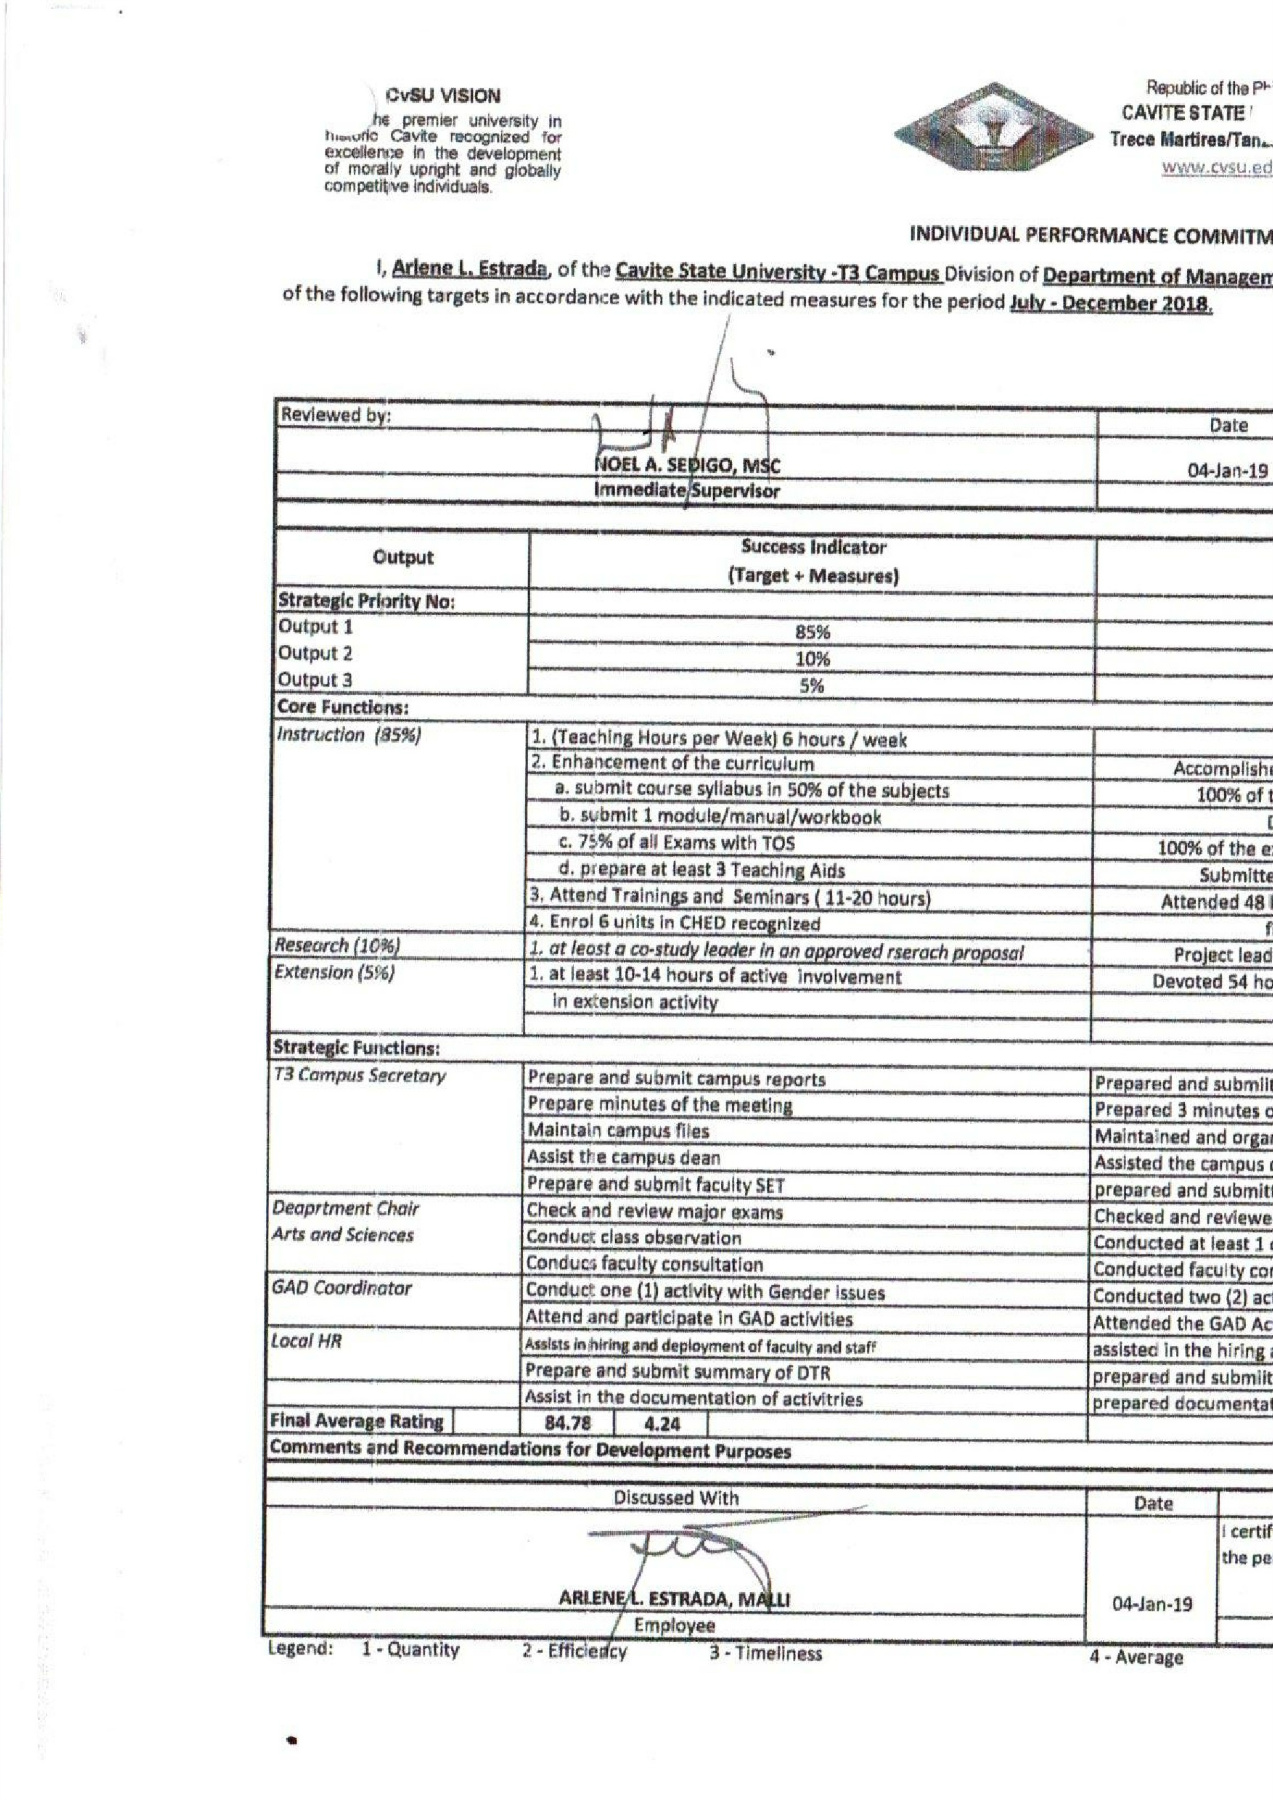 CvSU VISION
he premier university in
historic Cavite recognized for
excellence in the development
of morally upright and globally
competitive individuals.
Republic of the Ph
CAVITE STATE
Trece Martires/Tan
www.cvsu.ed
INDIVIDUAL PERFORMANCE COMMITM
I, Arlene L. Estrada, of the Cavite State University -T3 Campus Division of Department of Managem
of the following targets in accordance with the indicated measures for the period July - December 2018.
Reviewed by:
Date
NOEL A. SEDIGO, MSC
04-Jan-19
Immediate Supervisor
Output
Success Indicator
(Target + Measures)
Strategic Priority No:
Output 1 85%
Output 2 10%
Output 3 5%
Core Functions:
Instruction (85%) 1. (Teaching Hours per Week) 6 hours / week
2. Enhancement of the curriculum Accomplishe
a. submit course syllabus in 50% of the subjects 100% of t
b. submit 1 module/manual/workbook
c. 75% of all Exams with TOS 100% of the e
d. prepare at least 3 Teaching Aids Submitte
3. Attend Trainings and Seminars ( 11-20 hours) Attended 48
4. Enrol 6 units in CHED recognized f
Research (10%) 1. at least a co-study leader in an approved rserach proposal Project lead
Extension (5%) 1. at least 10-14 hours of active involvement Devoted 54 ho
in extension activity
Strategic Functions:
T3 Campus Secretary Prepare and submit campus reports Prepared and submiit
Prepare minutes of the meeting Prepared 3 minutes o
Maintain campus files Maintained and orga
Assist the campus dean Assisted the campus
Prepare and submit faculty SET prepared and submitt
Deaprtment Chair Check and review major exams Checked and reviewe
Arts and Sciences Conduct class observation Conducted at least 1
Conducs faculty consultation Conducted faculty co
GAD Coordinator Conduct one (1) activity with Gender issues Conducted two (2) ac
Attend and participate in GAD activities Attended the GAD Ac
Local HR Assists in hiring and deployment of faculty and staff assisted in the hiring
Prepare and submit summary of DTR prepared and submiit
Assist in the documentation of activitries prepared documentat
Final Average Rating 84.78 4.24
Comments and Recommendations for Development Purposes
Discussed With Date
I certif
the pe
ARLENE L. ESTRADA, MALLI 04-Jan-19
Employee
Legend: 1 - Quantity 2 - Efficiency 3 - Timeliness 4 - Average